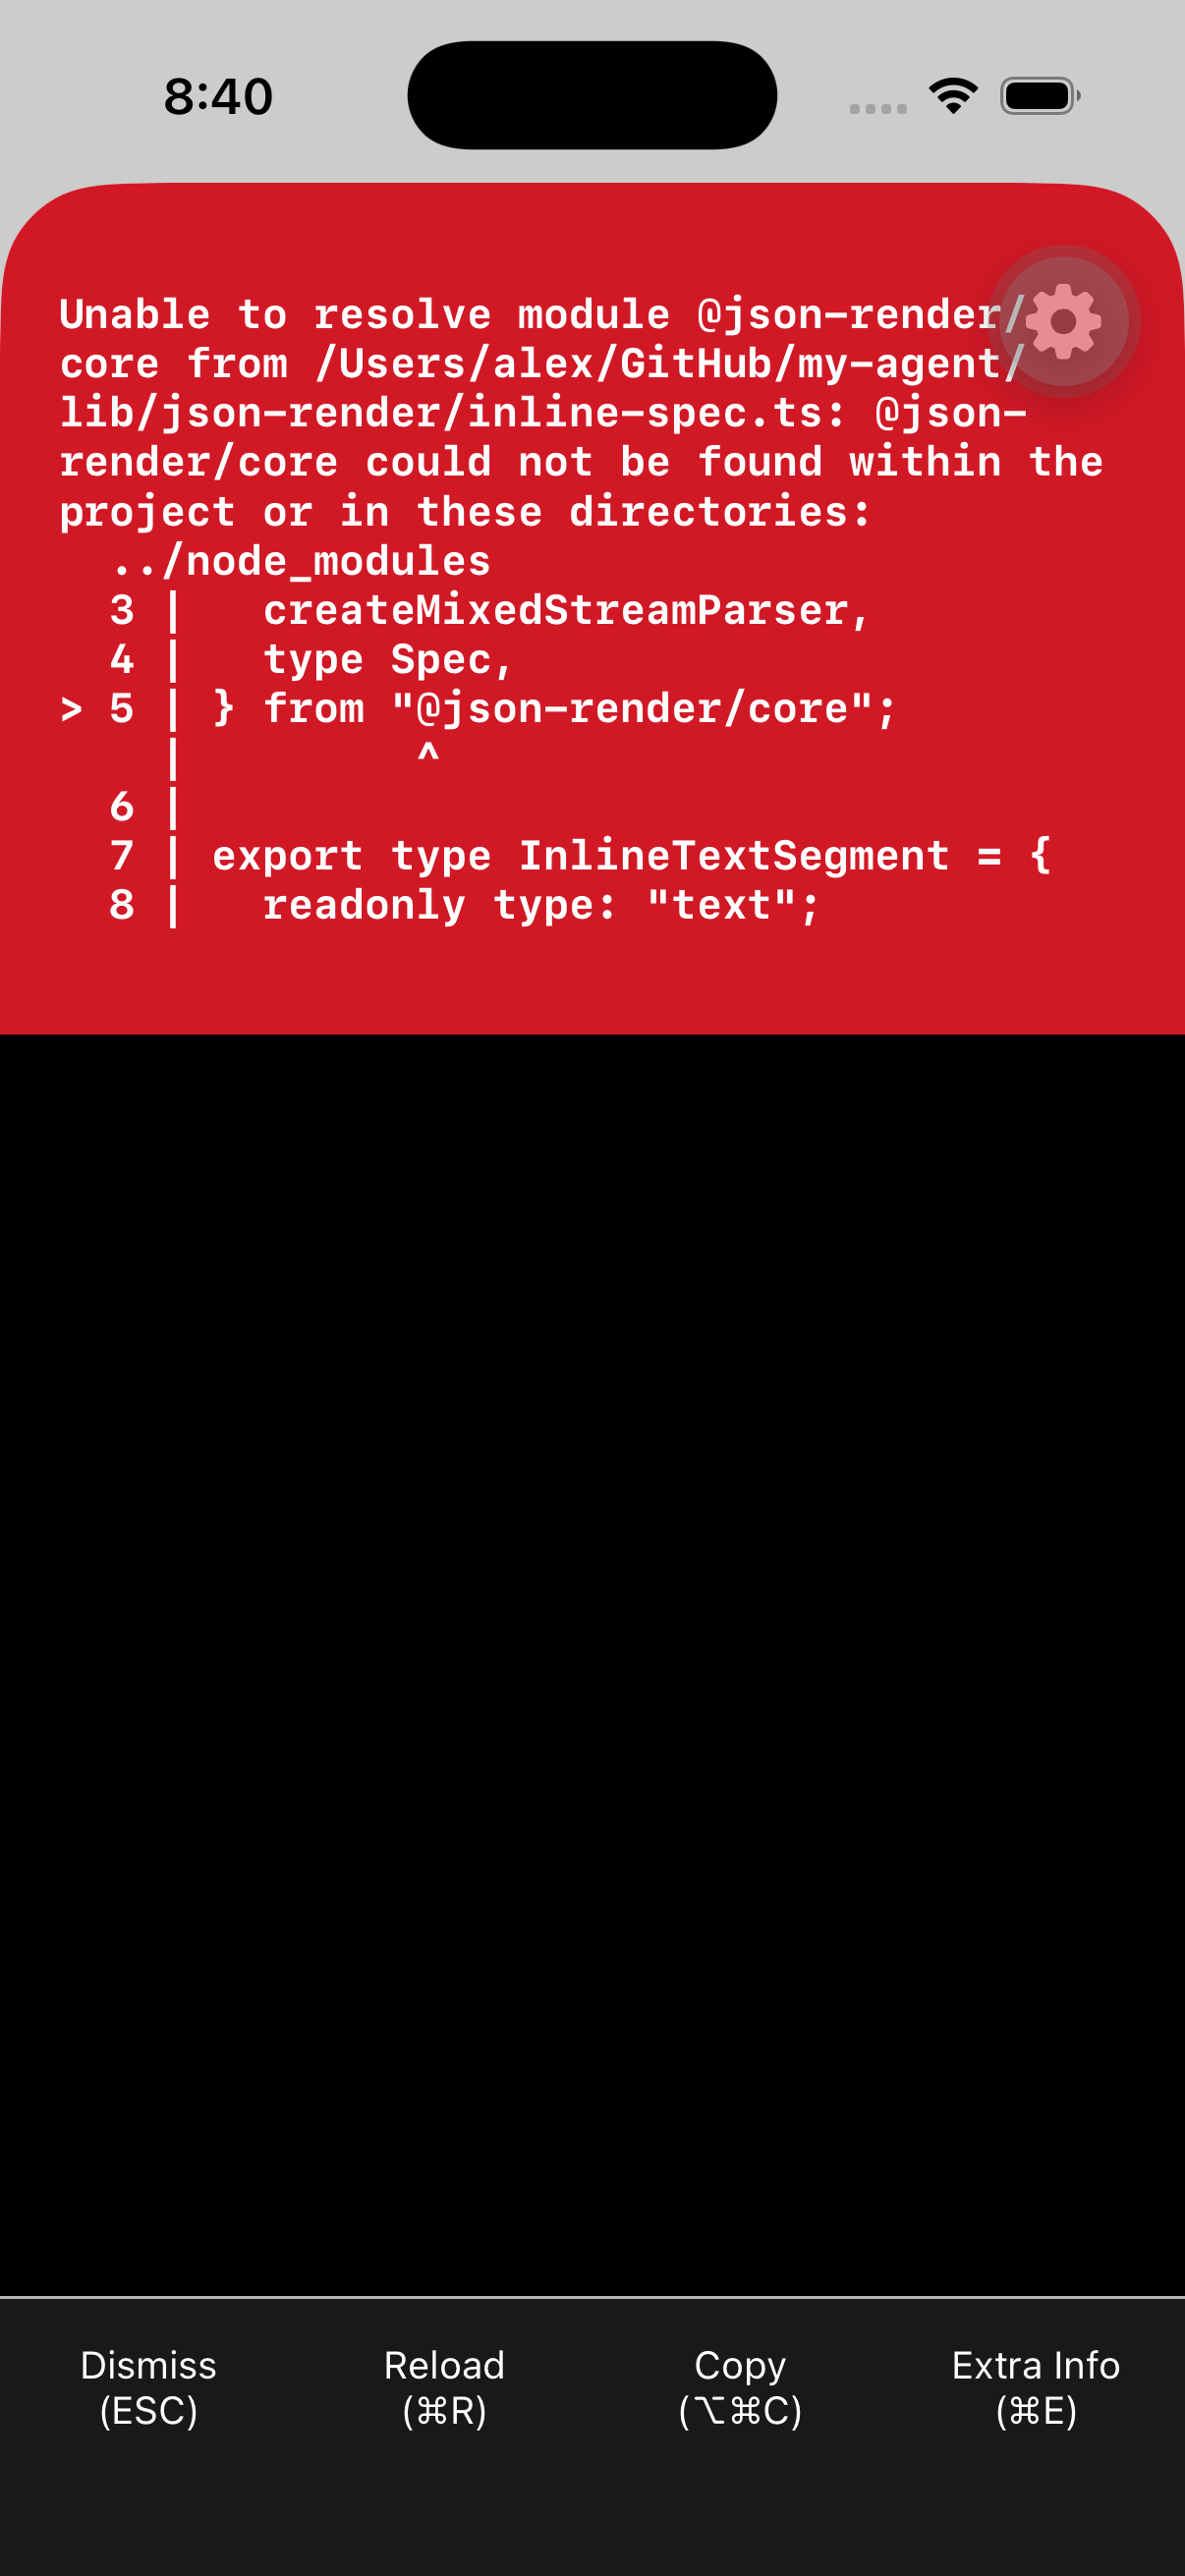 8:40
Unable to resolve module @json-render/
core from /Users/alex/GitHub/my-agent/
lib/json-render/inline-spec.ts: @json-
render/core could not be found within the
project or in these directories:
  ../node_modules
  3 |   createMixedStreamParser,
  4 |   type Spec,
> 5 | } from "@json-render/core";
    |         ^
  6 |
  7 | export type InlineTextSegment = {
  8 |   readonly type: "text";
Dismiss Reload Copy Extra Info
(ESC) (⌘R) (⌥⌘C) (⌘E)